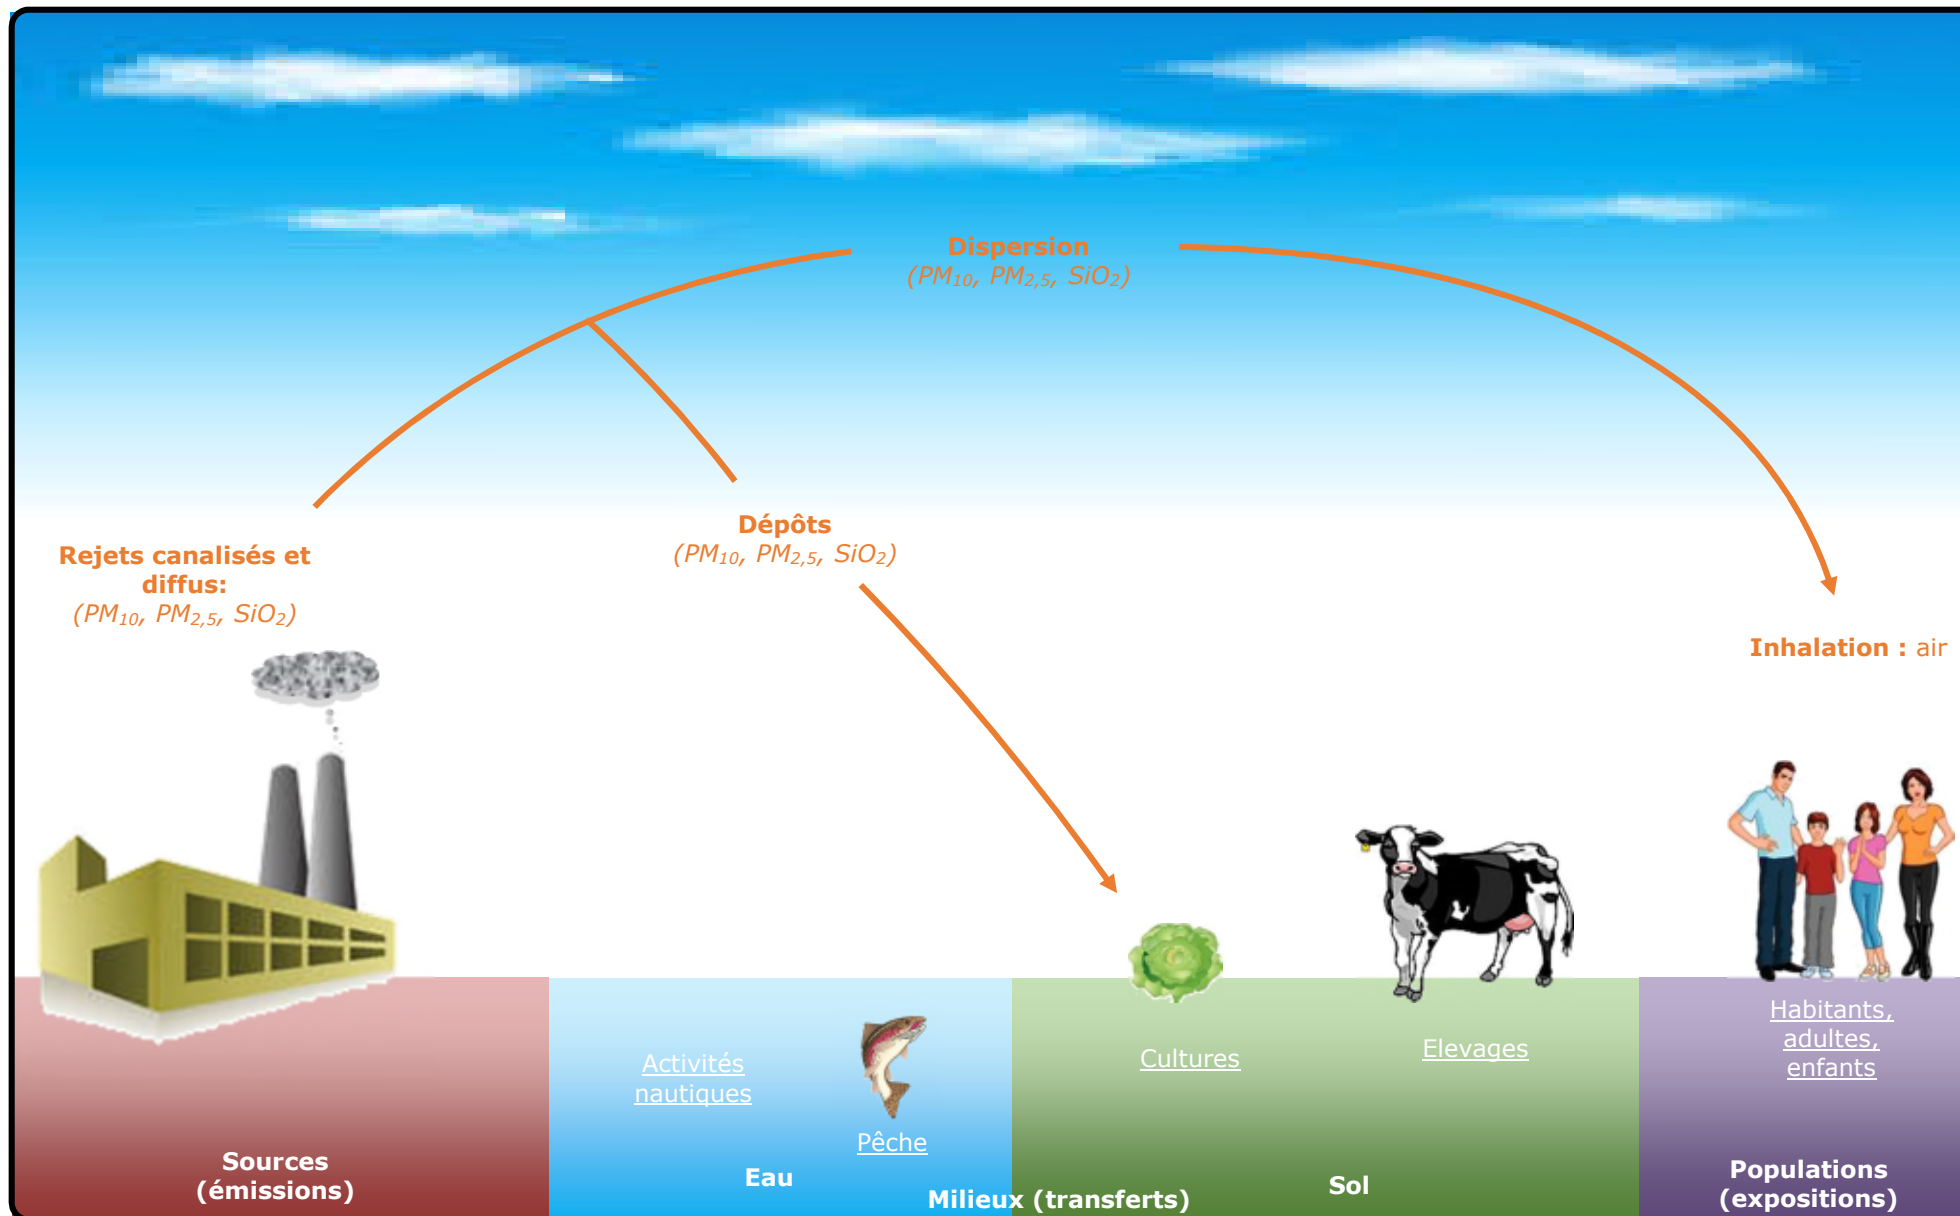 Dispersion
(PM10, PM2,5, SiO2)
Dépôts
(PM10, PM2,5, SiO2)
Rejets canalisés et
diffus:
(PM10, PM2,5, SiO2)
Inhalation : air
Habitants,
adultes,
enfants
Activités
nautiques
Cultures
Elevages
Pêche
Sources
(émissions)
Eau
Milieux (transferts)
Sol
Populations
(expositions)